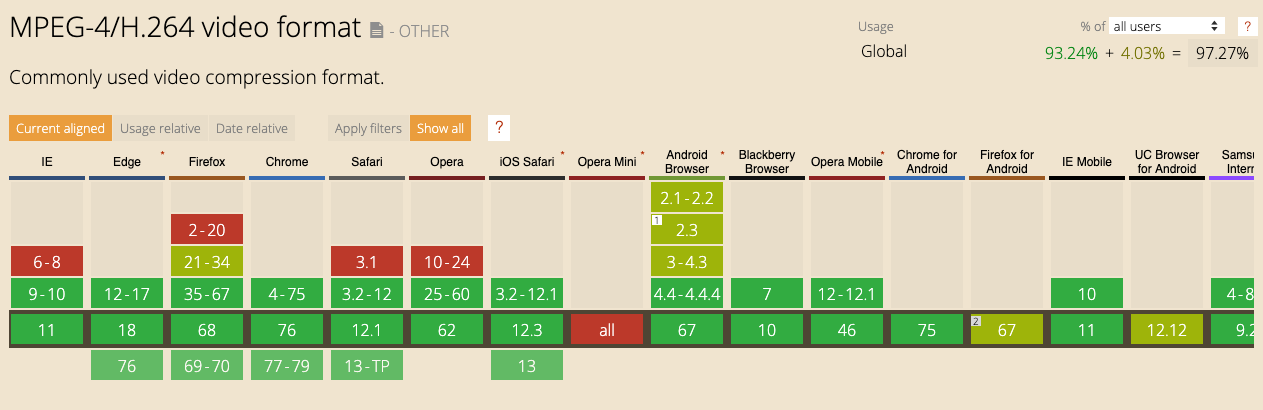 MPEG-4/H.264 video format - OTHER
Usage % of all users ?
Global 93.24% + 4.03% = 97.27%
Commonly used video compression format.
Current aligned Usage relative Date relative Apply filters Show all ?
IE Edge * Firefox Chrome Safari Opera iOS Safari * Opera Mini * Android Browser * Blackberry Browser Opera Mobile * Chrome for Android Firefox for Android IE Mobile UC Browser for Android
2.1-2.2
2-20 1 2.3
6-8 21-34 3.1 10-24 3-4.3
9-10 12-17 35-67 4-75 3.2-12 25-60 3.2-12.1 4.4-4.4.4 7 12-12.1 10 4-8
11 18 68 76 12.1 62 12.3 all 67 10 46 75 2 67 11 12.12 9.2
76 69-70 77-79 13-TP 13